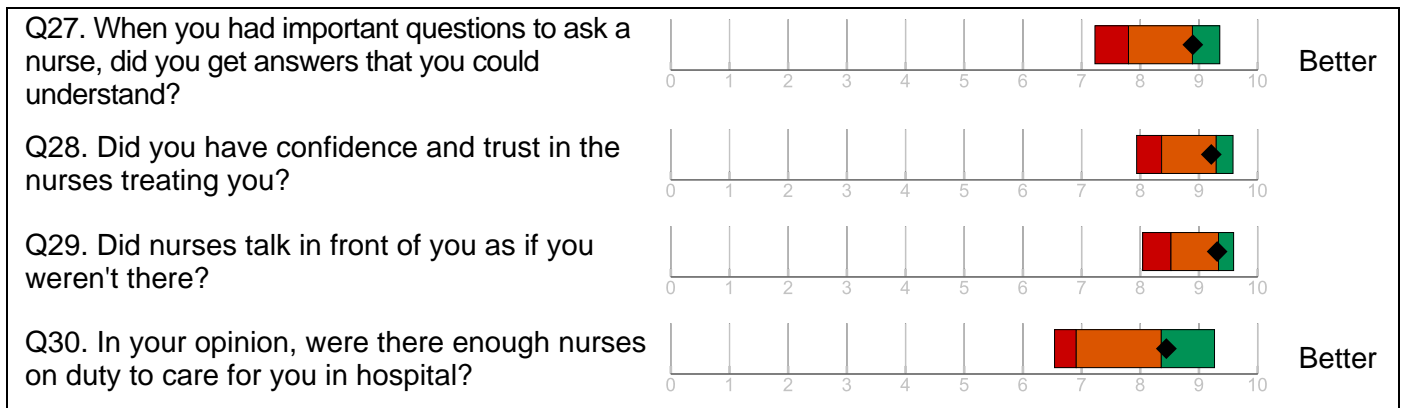 Q27. When you had important questions to ask a
nurse, did you get answers that you could
understand?
0 1 2 3 4 5 6 7 8 9 10
Better
Q28. Did you have confidence and trust in the
nurses treating you?
0 1 2 3 4 5 6 7 8 9 10
Q29. Did nurses talk in front of you as if you
weren't there?
0 1 2 3 4 5 6 7 8 9 10
Q30. In your opinion, were there enough nurses
on duty to care for you in hospital?
0 1 2 3 4 5 6 7 8 9 10
Better